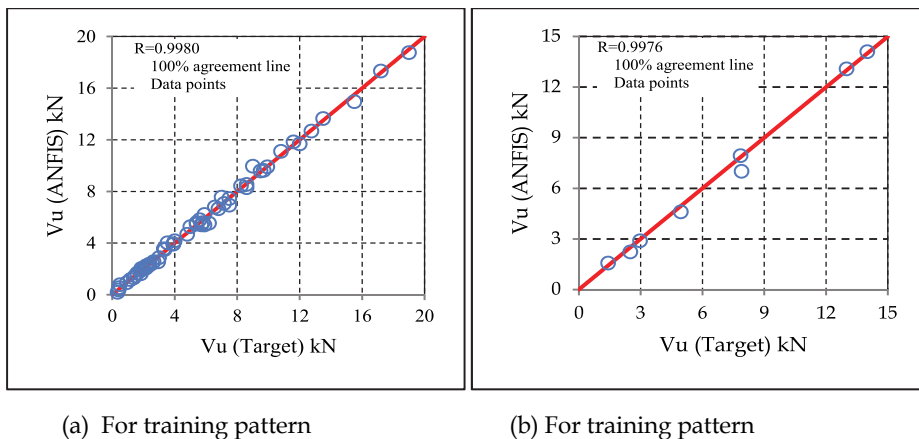 20
R=0.9980
100% agreement line
Data points
16
12
8
4
0
Vu (ANFIS) kN
0 4 8 12 16 20
Vu (Target) kN
15
R=0.9976
100% agreement line
Data points
12
9
6
3
0
Vu (ANFIS) kN
0 3 6 9 12 15
Vu (Target) kN
(a) For training pattern
(b) For training pattern